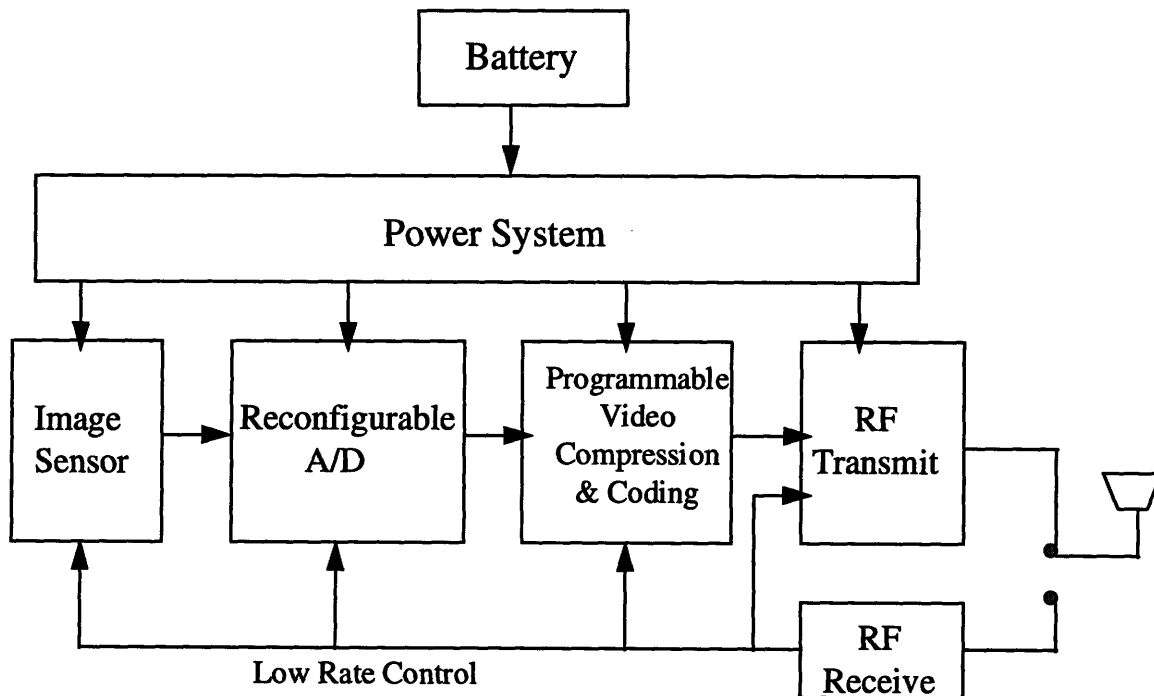 Battery
Power System
Image
Sensor
Reconfigurable
A/D
Programmable
Video
Compression
& Coding
RF
Transmit
Low Rate Control
RF
Receive